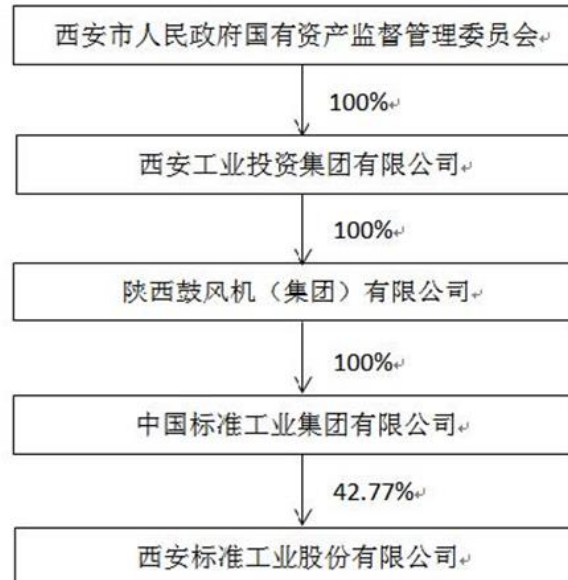 西安市人民政府国有资产监督管理委员会
100%
西安工业投资集团有限公司
100%
陕西鼓风机（集团）有限公司
100%
中国标准工业集团有限公司
42.77%
西安标准工业股份有限公司